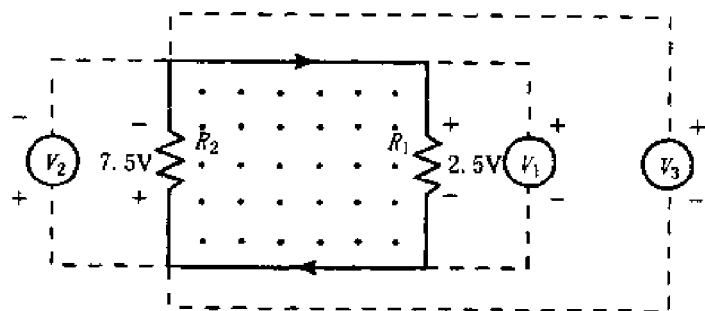 − − R₂ R₁ + + +
V₂ 7.5V 2.5V V₁ V₃
+ + − − −